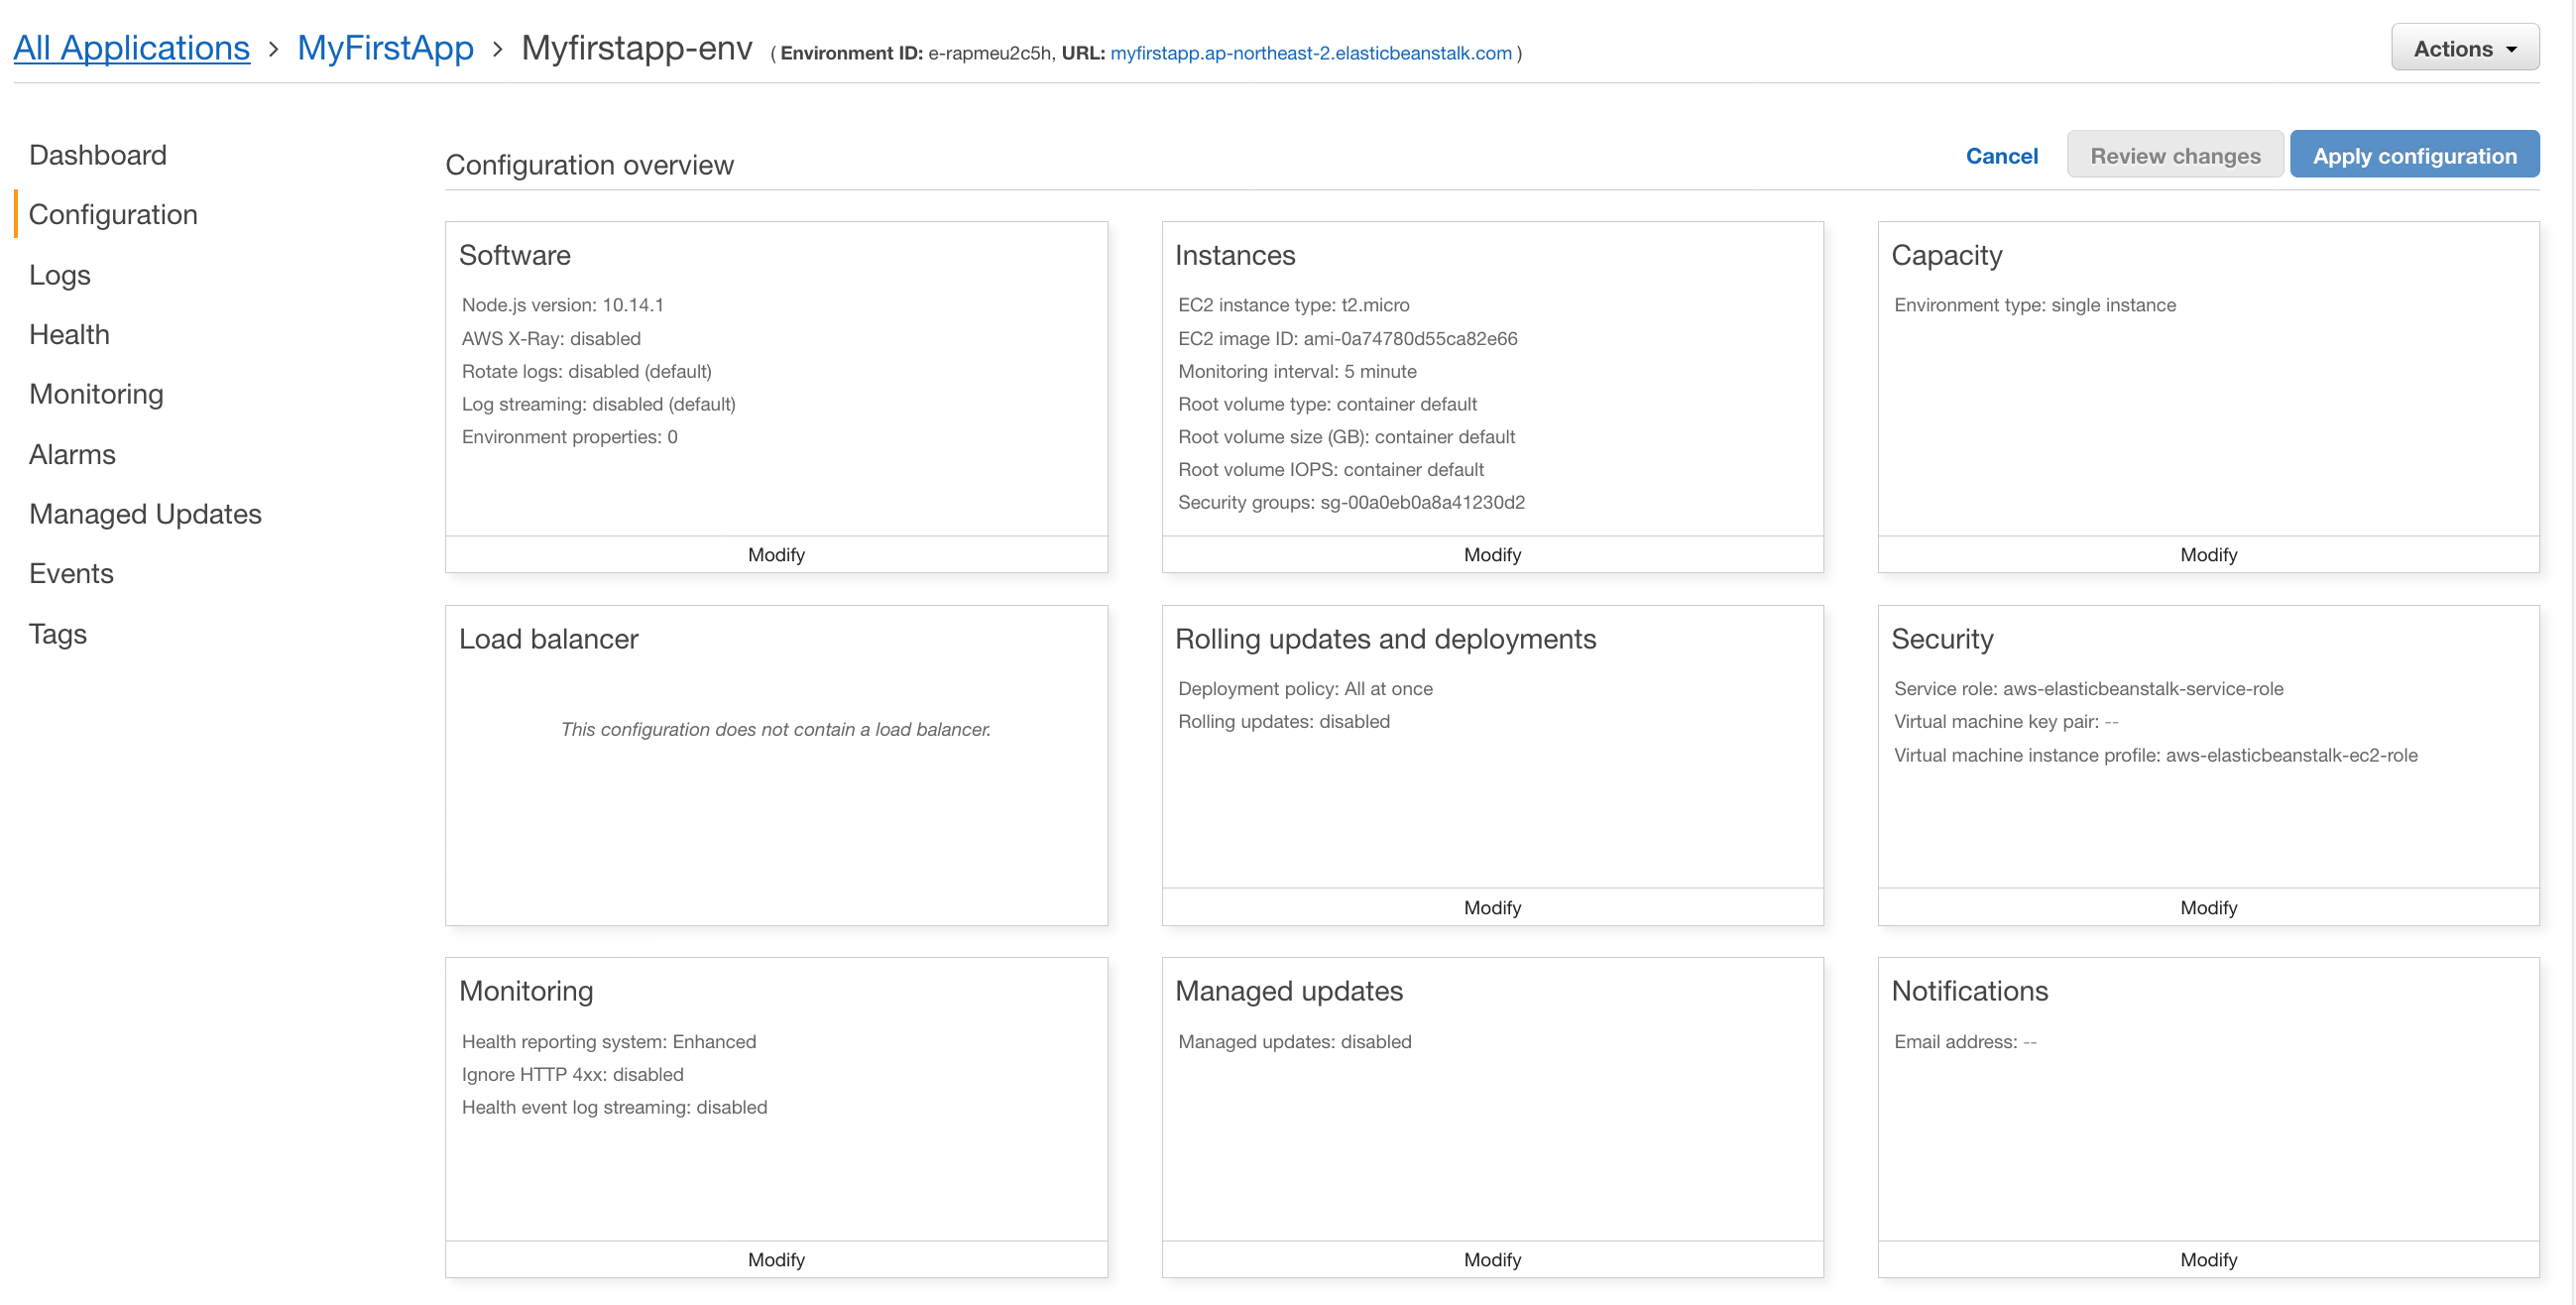 All Applications > MyFirstApp > Myfirstapp-env ( Environment ID: e-rapmeu2c5h, URL: myfirstapp.ap-northeast-2.elasticbeanstalk.com )
Actions
Dashboard
Configuration
Logs
Health
Monitoring
Alarms
Managed Updates
Events
Tags
Configuration overview
Cancel
Review changes
Apply configuration
Software
Node.js version: 10.14.1
AWS X-Ray: disabled
Rotate logs: disabled (default)
Log streaming: disabled (default)
Environment properties: 0
Modify
Instances
EC2 instance type: t2.micro
EC2 image ID: ami-0a74780d55ca82e66
Monitoring interval: 5 minute
Root volume type: container default
Root volume size (GB): container default
Root volume IOPS: container default
Security groups: sg-00a0eb0a8a41230d2
Modify
Capacity
Environment type: single instance
Modify
Load balancer
This configuration does not contain a load balancer.
Rolling updates and deployments
Deployment policy: All at once
Rolling updates: disabled
Modify
Security
Service role: aws-elasticbeanstalk-service-role
Virtual machine key pair: --
Virtual machine instance profile: aws-elasticbeanstalk-ec2-role
Modify
Monitoring
Health reporting system: Enhanced
Ignore HTTP 4xx: disabled
Health event log streaming: disabled
Modify
Managed updates
Managed updates: disabled
Modify
Notifications
Email address: --
Modify